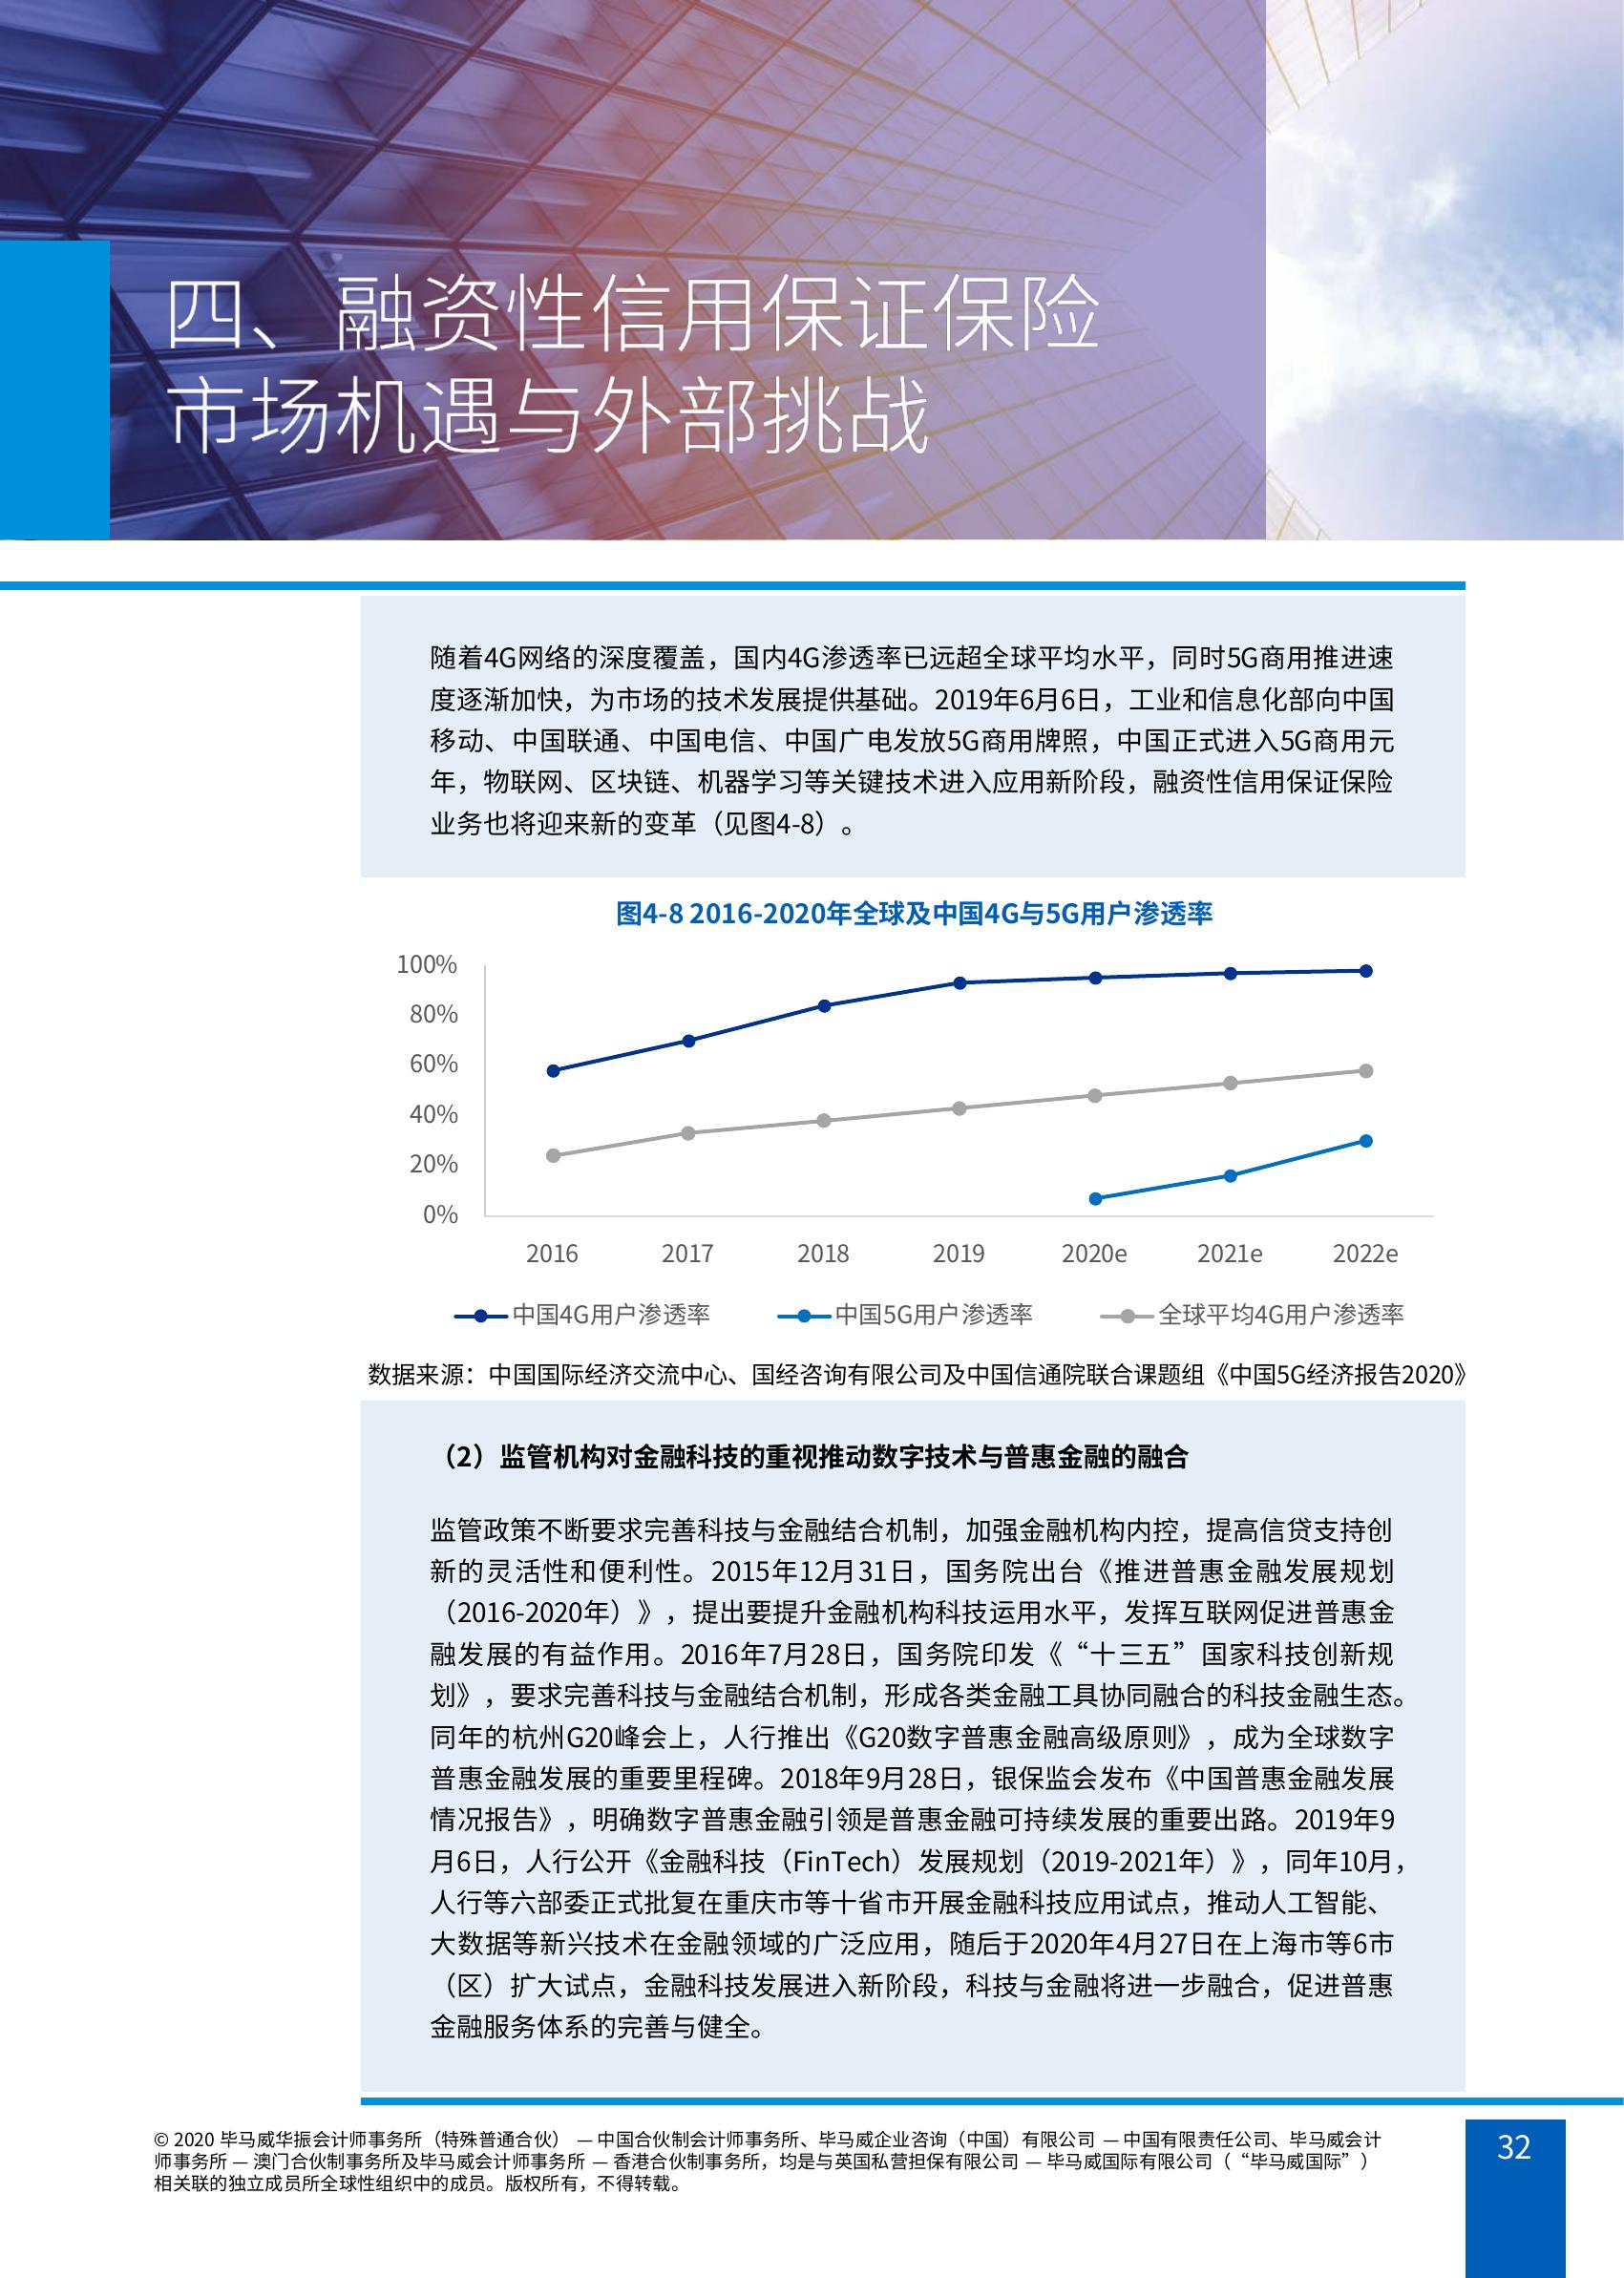 四、融资性信用保证保险
市场机遇与外部挑战
随着4G网络的深度覆盖，国内4G渗透率已远超全球平均水平，同时5G商用推进速
度逐渐加快，为市场的技术发展提供基础。2019年6月6日，工业和信息化部向中国
移动、中国联通、中国电信、中国广电发放5G商用牌照，中国正式进入5G商用元
年，物联网、区块链、机器学习等关键技术进入应用新阶段，融资性信用保证保险
业务也将迎来新的变革（见图4-8）。
图4-8 2016-2020年全球及中国4G与5G用户渗透率
100%
80%
60%
40%
20%
0%
2016 2017 2018 2019 2020e 2021e 2022e
中国4G用户渗透率 中国5G用户渗透率 全球平均4G用户渗透率
数据来源：中国国际经济交流中心、国经咨询有限公司及中国信通院联合课题组《中国5G经济报告2020》
（2）监管机构对金融科技的重视推动数字技术与普惠金融的融合
监管政策不断要求完善科技与金融结合机制，加强金融机构内控，提高信贷支持创
新的灵活性和便利性。2015年12月31日，国务院出台《推进普惠金融发展规划
（2016-2020年）》，提出要提升金融机构科技运用水平，发挥互联网促进普惠金
融发展的有益作用。2016年7月28日，国务院印发《“十三五”国家科技创新规
划》，要求完善科技与金融结合机制，形成各类金融工具协同融合的科技金融生态。
同年的杭州G20峰会上，人行推出《G20数字普惠金融高级原则》，成为全球数字
普惠金融发展的重要里程碑。2018年9月28日，银保监会发布《中国普惠金融发展
情况报告》，明确数字普惠金融引领是普惠金融可持续发展的重要出路。2019年9
月6日，人行公开《金融科技（FinTech）发展规划（2019-2021年）》，同年10月，
人行等六部委正式批复在重庆市等十省市开展金融科技应用试点，推动人工智能、
大数据等新兴技术在金融领域的广泛应用，随后于2020年4月27日在上海市等6市
（区）扩大试点，金融科技发展进入新阶段，科技与金融将进一步融合，促进普惠
金融服务体系的完善与健全。
© 2020 毕马威华振会计师事务所（特殊普通合伙） — 中国合伙制会计师事务所、毕马威企业咨询（中国）有限公司 — 中国有限责任公司、毕马威会计
师事务所 — 澳门合伙制事务所及毕马威会计师事务所 — 香港合伙制事务所，均是与英国私营担保有限公司 — 毕马威国际有限公司（“毕马威国际”）
相关联的独立成员所全球性组织中的成员。版权所有，不得转载。
32